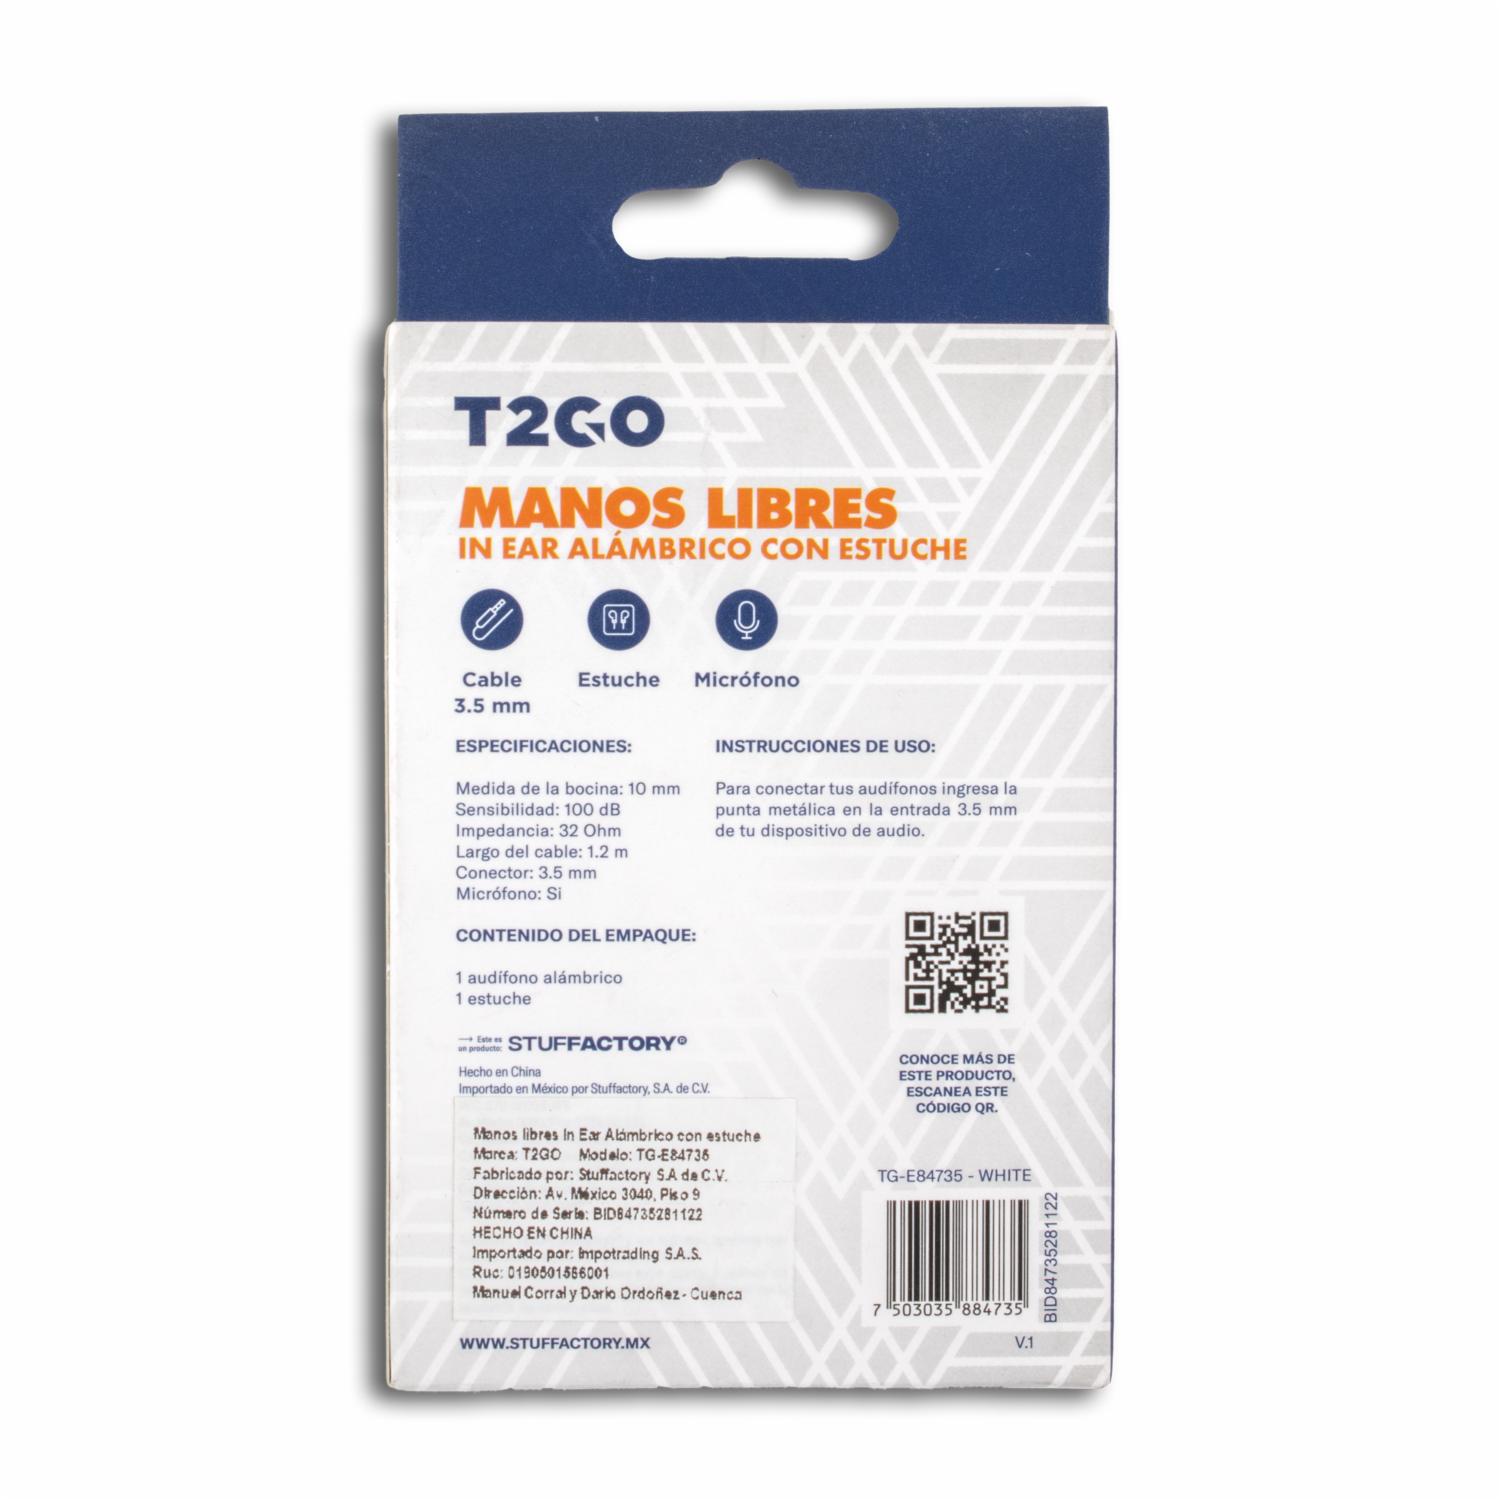 T2GO
MANOS LIBRES
IN EAR ALÁMBRICO CON ESTUCHE
Cable
3.5 mm
Estuche
Micrófono
ESPECIFICACIONES:
Medida de la bocina: 10 mm
Sensibilidad: 100 dB
Impedancia: 32 Ohm
Largo del cable: 1.2 m
Conector: 3.5 mm
Micrófono: Si
INSTRUCCIONES DE USO:
Para conectar tus audífonos ingresa la
punta metálica en la entrada 3.5 mm
de tu dispositivo de audio.
CONTENIDO DEL EMPAQUE:
1 audífono alámbrico
1 estuche
Este es
un producto: STUFFACTORY®
Hecho en China
Importado en México por Stuffactory, S.A. de C.V.
Manos libres In Ear Alámbrico con estuche
Marca: T2GO Modelo: TG-E84735
Fabricado por: Stuffactory S.A de C.V.
Dirección: Av. México 3040, Piso 9
Número de Serie: BID84735281122
HECHO EN CHINA
Importado por: Impotrading S.A.S.
Ruc: 0190501566001
Manuel Corral y Dario Ordoñez - Cuenca
WWW.STUFFACTORY.MX
CONOCE MÁS DE
ESTE PRODUCTO,
ESCANEA ESTE
CÓDIGO QR.
TG-E84735 - WHITE
7 503035 884735
BID84735281122
V.1